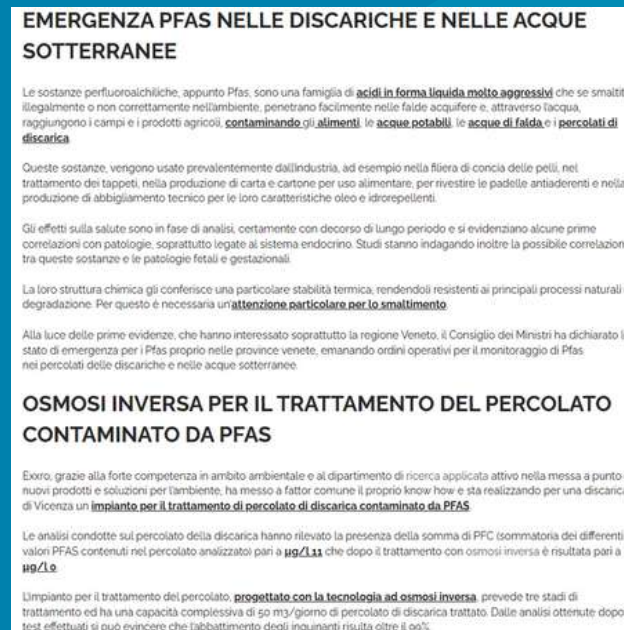 EMERGENZA PFAS NELLE DISCARICHE E NELLE ACQUE
SOTTERRANEE
Le sostanze perfluoroalchiliche, appunto Pfas, sono una famiglia di acidi in forma liquida molto aggressivi che se smaltit
illegalmente o non correttamente nell'ambiente, penetrano facilmente nelle falde acquifere e, attraverso l'acqua,
raggiungono i campi e i prodotti agricoli, contaminando gli alimenti, le acque potabili, le acque di falda e i percolati di
discarica.
Queste sostanze, vengono usate prevalentemente dall'industria, ad esempio nella filiera di concia delle pelli, nel
trattamento dei tappeti, nella produzione di carta e cartone per uso alimentare, per rivestire le padelle antiaderenti e nella
produzione di abbigliamento tecnico per le loro caratteristiche oleo e idrorepellenti.
Gli effetti sulla salute sono in fase di analisi, certamente con decorso di lungo periodo e si evidenziano alcune prime
correlazioni con patologie, soprattutto legate al sistema endocrino. Studi stanno indagando inoltre la possibile correlazion
tra queste sostanze e le patologie fetali e gestazionali.
La loro struttura chimica gli conferisce una particolare stabilità termica, rendendoli resistenti ai principali processi naturali
degradazione. Per questo è necessaria un'attenzione particolare per lo smaltimento.
Alla luce delle prime evidenze, che hanno interessato soprattutto la regione Veneto, il Consiglio dei Ministri ha dichiarato l
stato di emergenza per i Pfas proprio nelle province venete, emanando ordini operativi per il monitoraggio di Pfas
nei percolati delle discariche e nelle acque sotterranee.
OSMOSI INVERSA PER IL TRATTAMENTO DEL PERCOLATO
CONTAMINATO DA PFAS
Exxro, grazie alla forte competenza in ambito ambientale e al dipartimento di ricerca applicata attivo nella messa a punto
nuovi prodotti e soluzioni per l'ambiente, ha messo a fattor comune il proprio know how e sta realizzando per una discarica
di Vicenza un impianto per il trattamento di percolato di discarica contaminato da PFAS.
Le analisi condotte sul percolato della discarica hanno rilevato la presenza della somma di PFC (sommatoria dei differenti
valori PFAS contenuti nel percolato analizzato) pari a µg/l 11 che dopo il trattamento con osmosi inversa è risultata pari a
µg/l 0.
L'impianto per il trattamento del percolato, progettato con la tecnologia ad osmosi inversa, prevede tre stadi di
trattamento ed ha una capacità complessiva di 50 m3/giorno di percolato di discarica trattato. Dalle analisi ottenute dopo
test effettuati si può evincere che l'abbattimento degli inquinanti risulta oltre il 99%.